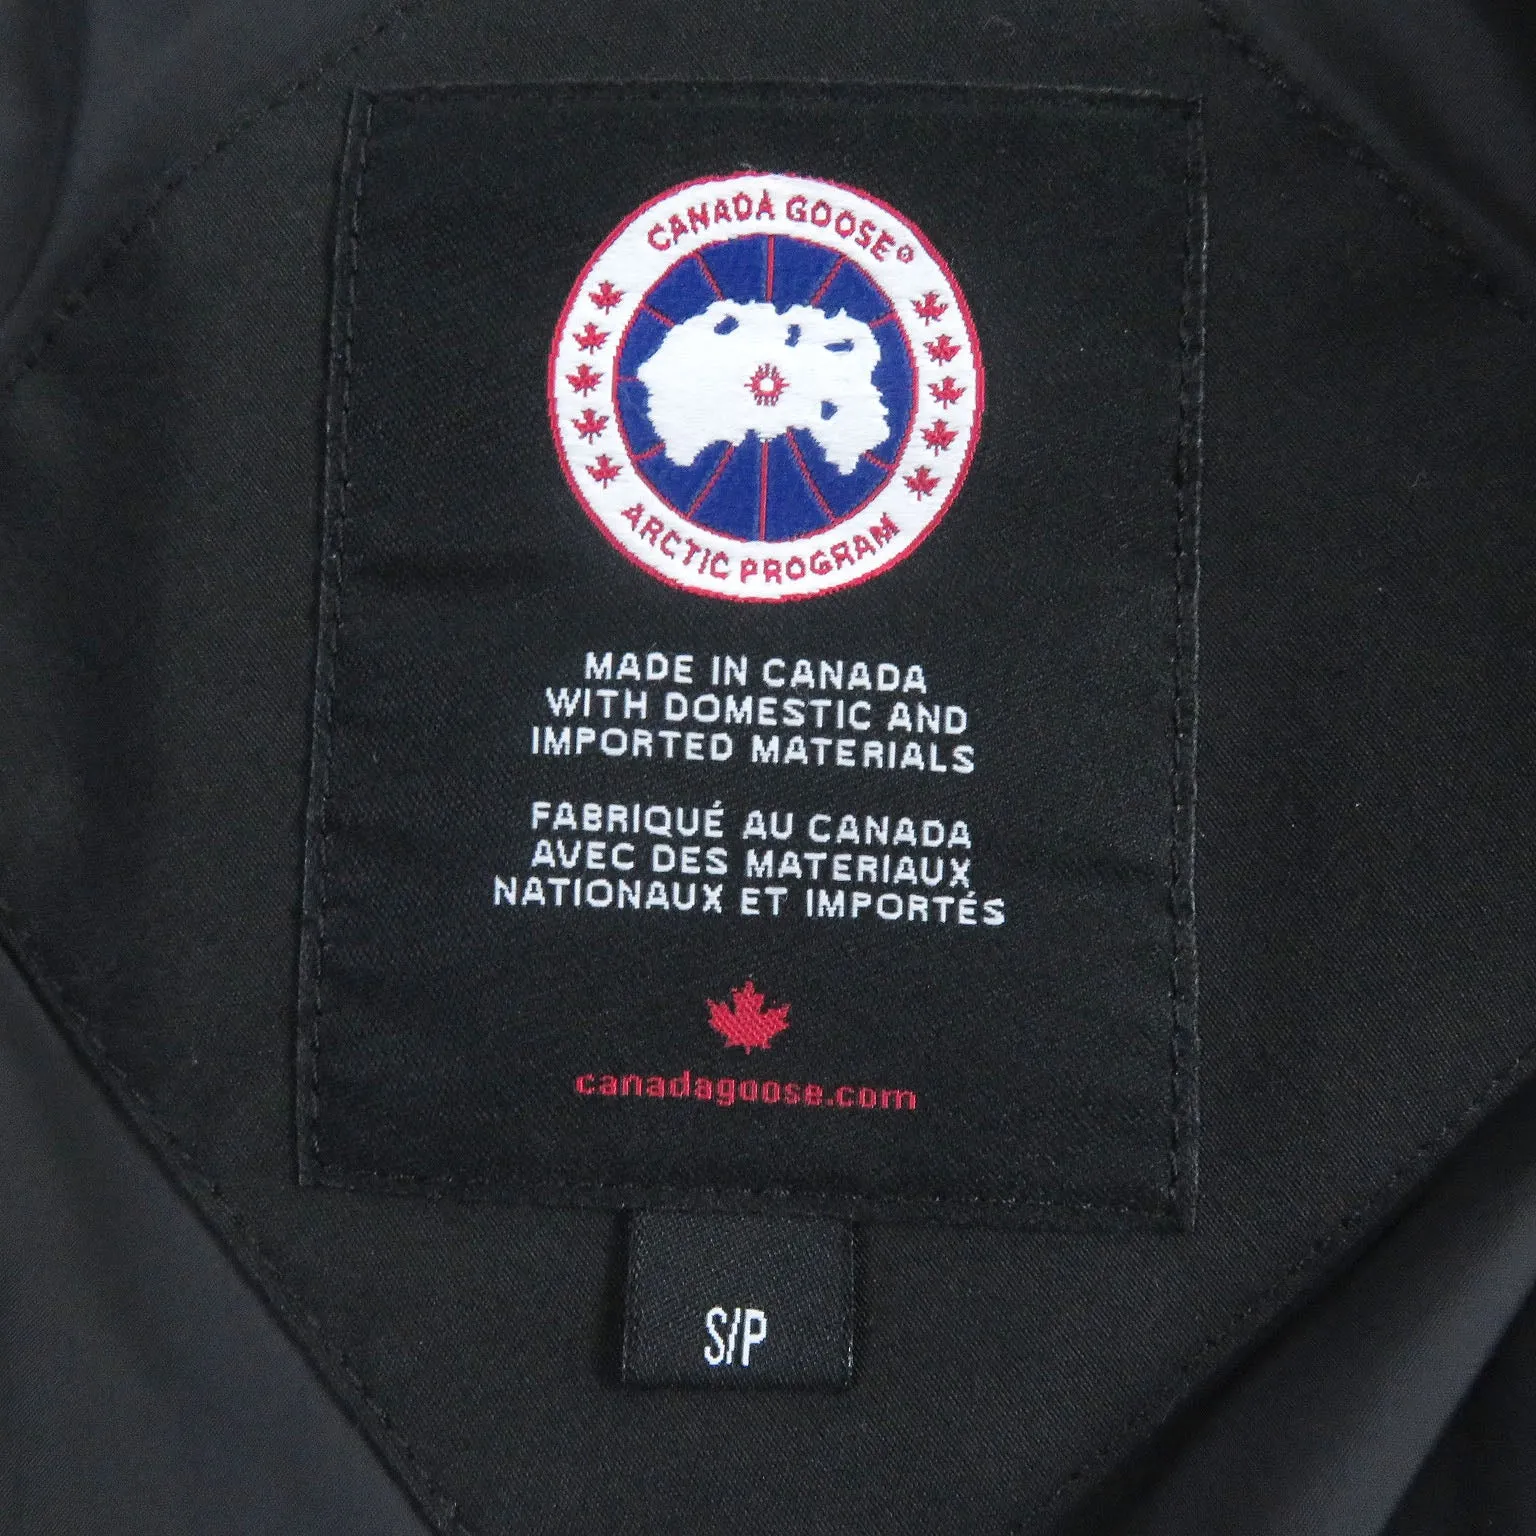 CANADA GOOSE®
ARCTIC PROGRAM
MADE IN CANADA
WITH DOMESTIC AND
IMPORTED MATERIALS
FABRIQUÉ AU CANADA
AVEC DES MATERIAUX
NATIONAUX ET IMPORTÉS
canadagoose.com
S/P